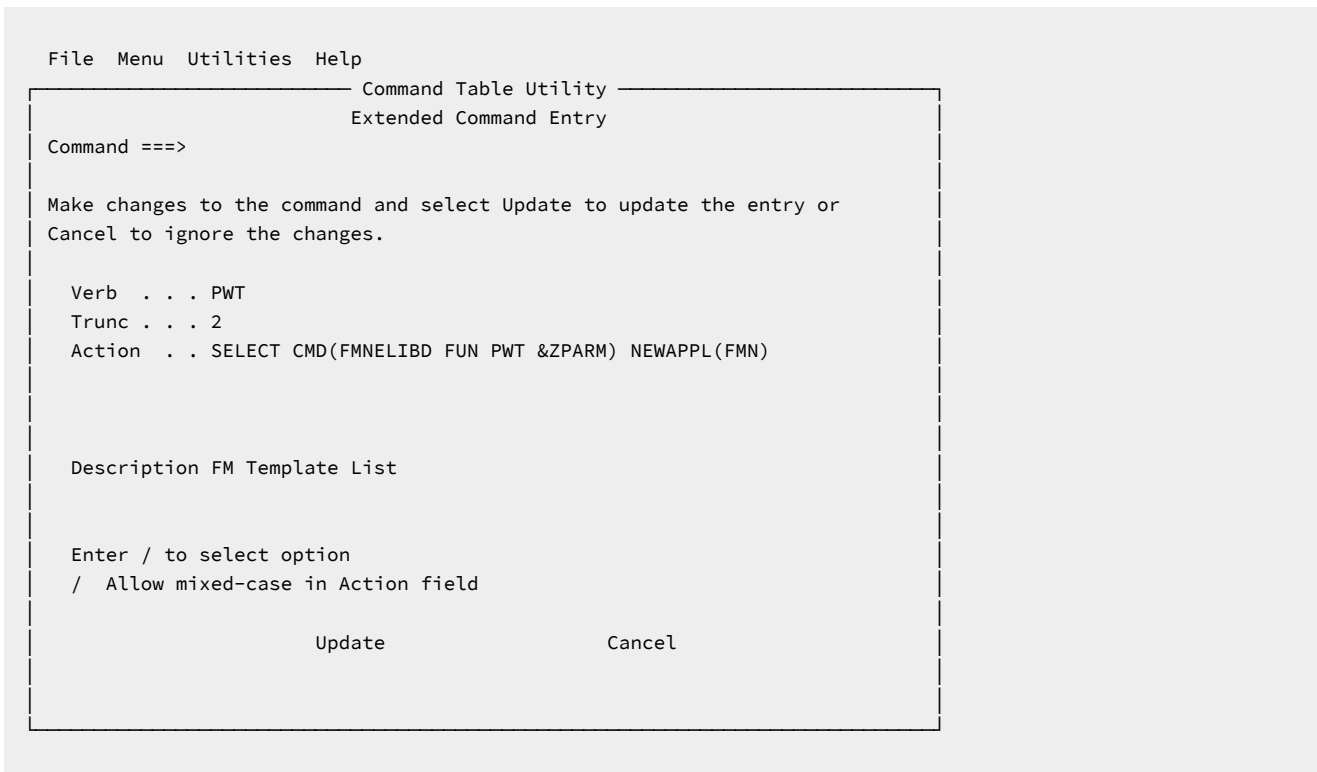 File  Menu  Utilities  Help
Command Table Utility
Extended Command Entry
Command ===>
Make changes to the command and select Update to update the entry or
Cancel to ignore the changes.
Verb  . . . PWT
Trunc . . . 2
Action  . . SELECT CMD(FMNELIBD FUN PWT &ZPARM) NEWAPPL(FMN)
Description FM Template List
Enter / to select option
/  Allow mixed-case in Action field
Update                   Cancel